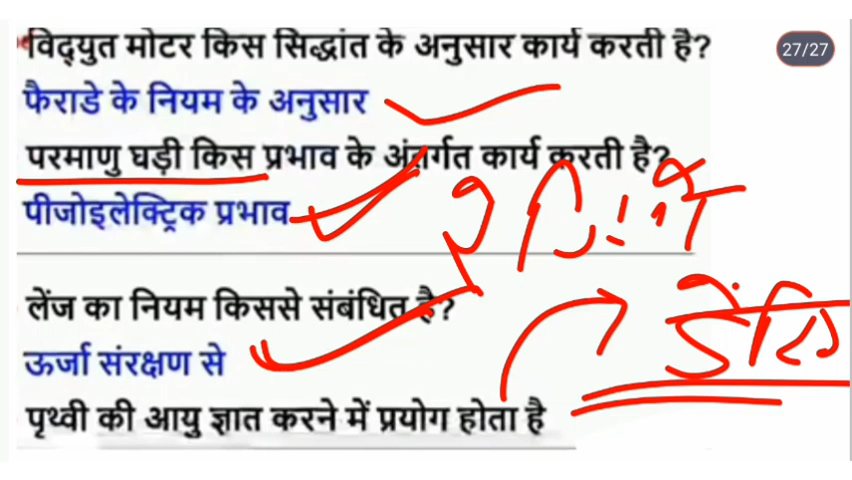 27/27
विद्युत मोटर किस सिद्धांत के अनुसार कार्य करती है?
फैराडे के नियम के अनुसार
परमाणु घड़ी किस प्रभाव के अंतर्गत कार्य करती है?
पीजोइलेक्ट्रिक प्रभाव
लेंज का नियम किससे संबंधित है?
ऊर्जा संरक्षण से
पृथ्वी की आयु ज्ञात करने में प्रयोग होता है